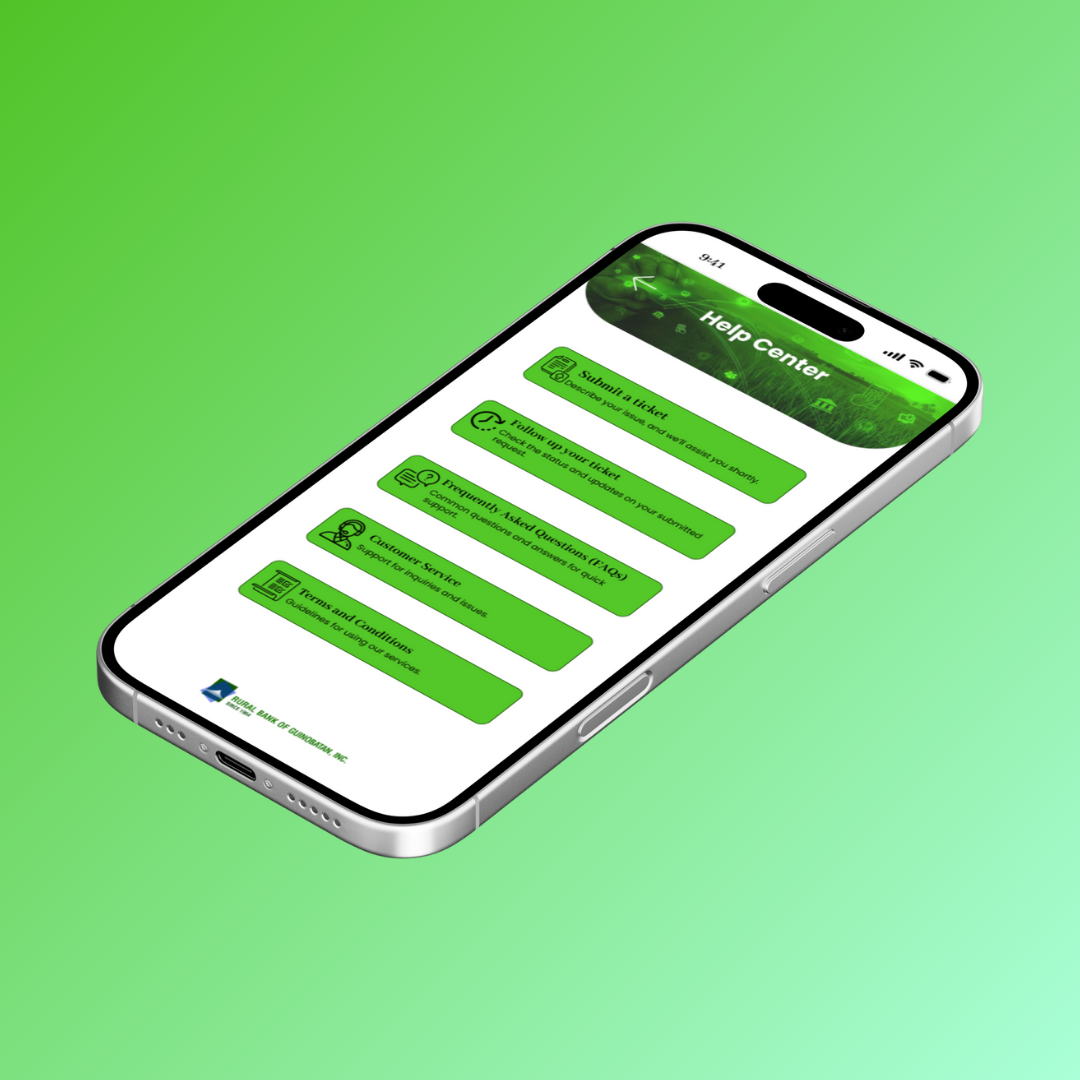 9:41
Help Center
Submit a ticket
Describe your issue, and we'll assist you shortly.
Follow up your ticket
Check the status and updates on your submitted
request.
Frequently Asked Questions (FAQs)
Common questions and answers for quick
support.
Customer Service
Support for inquiries and issues.
Terms and Conditions
Guidelines for using our services.
RURAL BANK OF GUINOBATAN, INC.
SINCE 1964